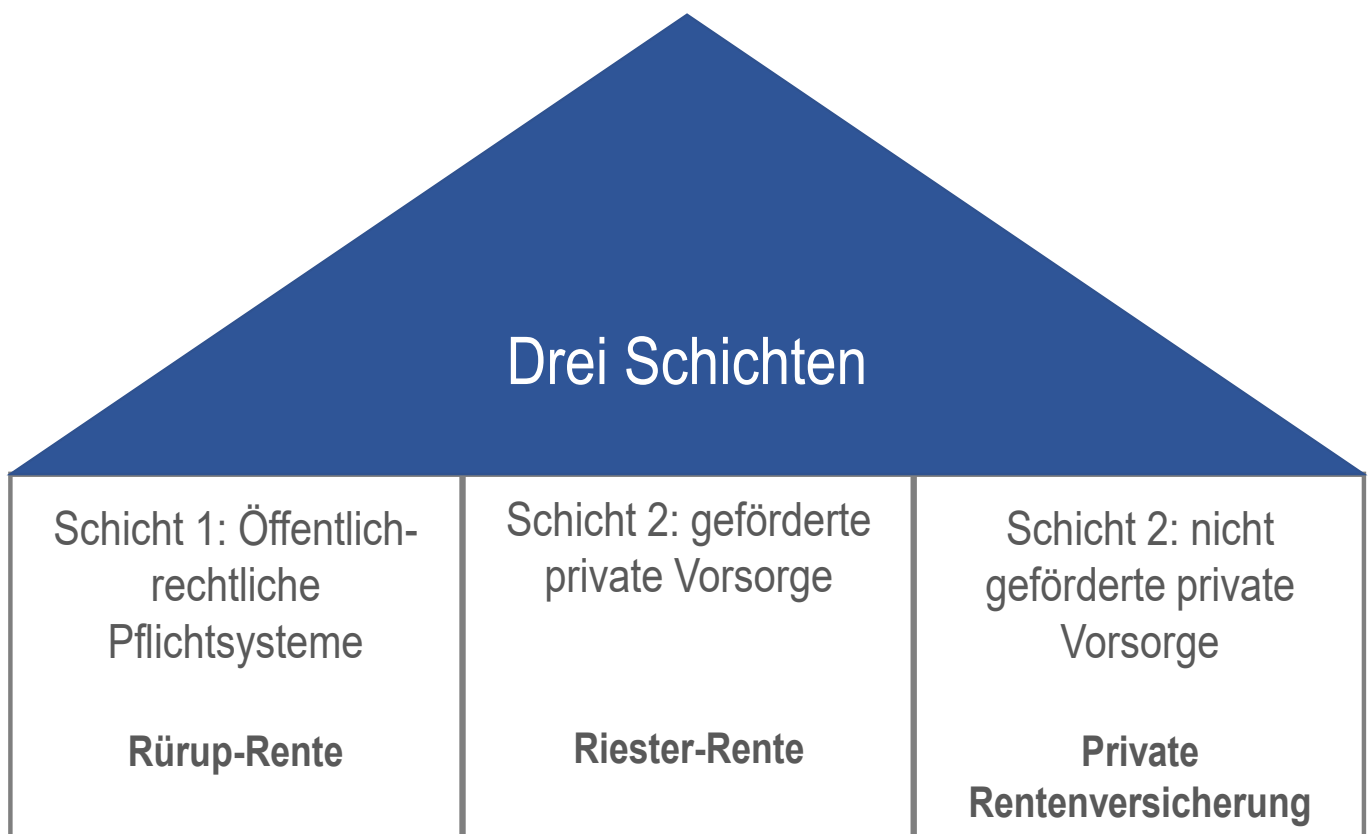 Drei Schichten
Schicht 1: Öffentlich-
rechtliche
Pflichtsysteme
Rürup-Rente
Schicht 2: geförderte
private Vorsorge
Riester-Rente
Schicht 2: nicht
geförderte private
Vorsorge
Private
Rentenversicherung